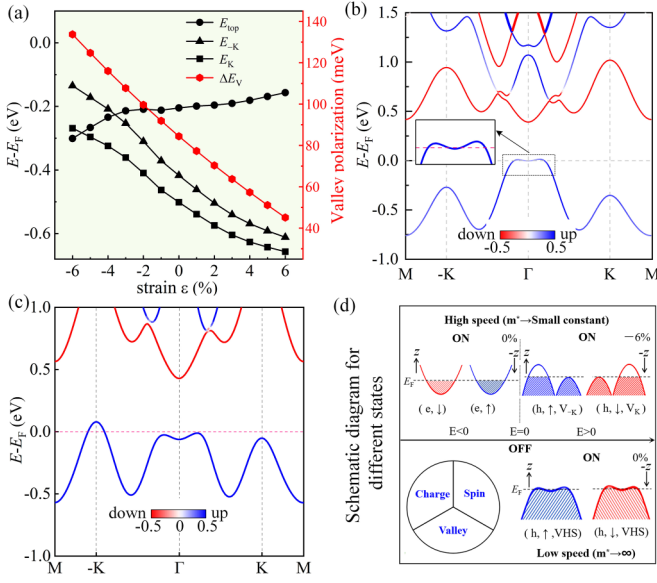 (a)
E_top
E_-K
E_K
ΔE_V
0.0
-0.2
-0.4
-0.6
E-E_F (eV)
140
120
100
80
60
40
Valley polarization (meV)
-6 -4 -2 0 2 4 6
strain ε (%)
(b)
1.5
1.0
0.5
0.0
-0.5
-1.0
E-E_F (eV)
down up
-0.5 0.5
M -K Γ K M
(c)
1.0
0.5
0.0
-0.5
-1.0
E-E_F (eV)
down up
-0.5 0 0.5
M -K Γ K M
(d)
Schematic diagram for
different states
High speed (m*→Small constant)
ON 0% ON −6%
z -z z -z
E_F
(e,↓) (e,↑) (h,↑,V_-K) (h,↓,V_K)
E<0 E=0 E>0
OFF ON 0%
z -z
Charge Spin
Valley
E_F
(h,↑,VHS) (h,↓,VHS)
Low speed (m*→∞)